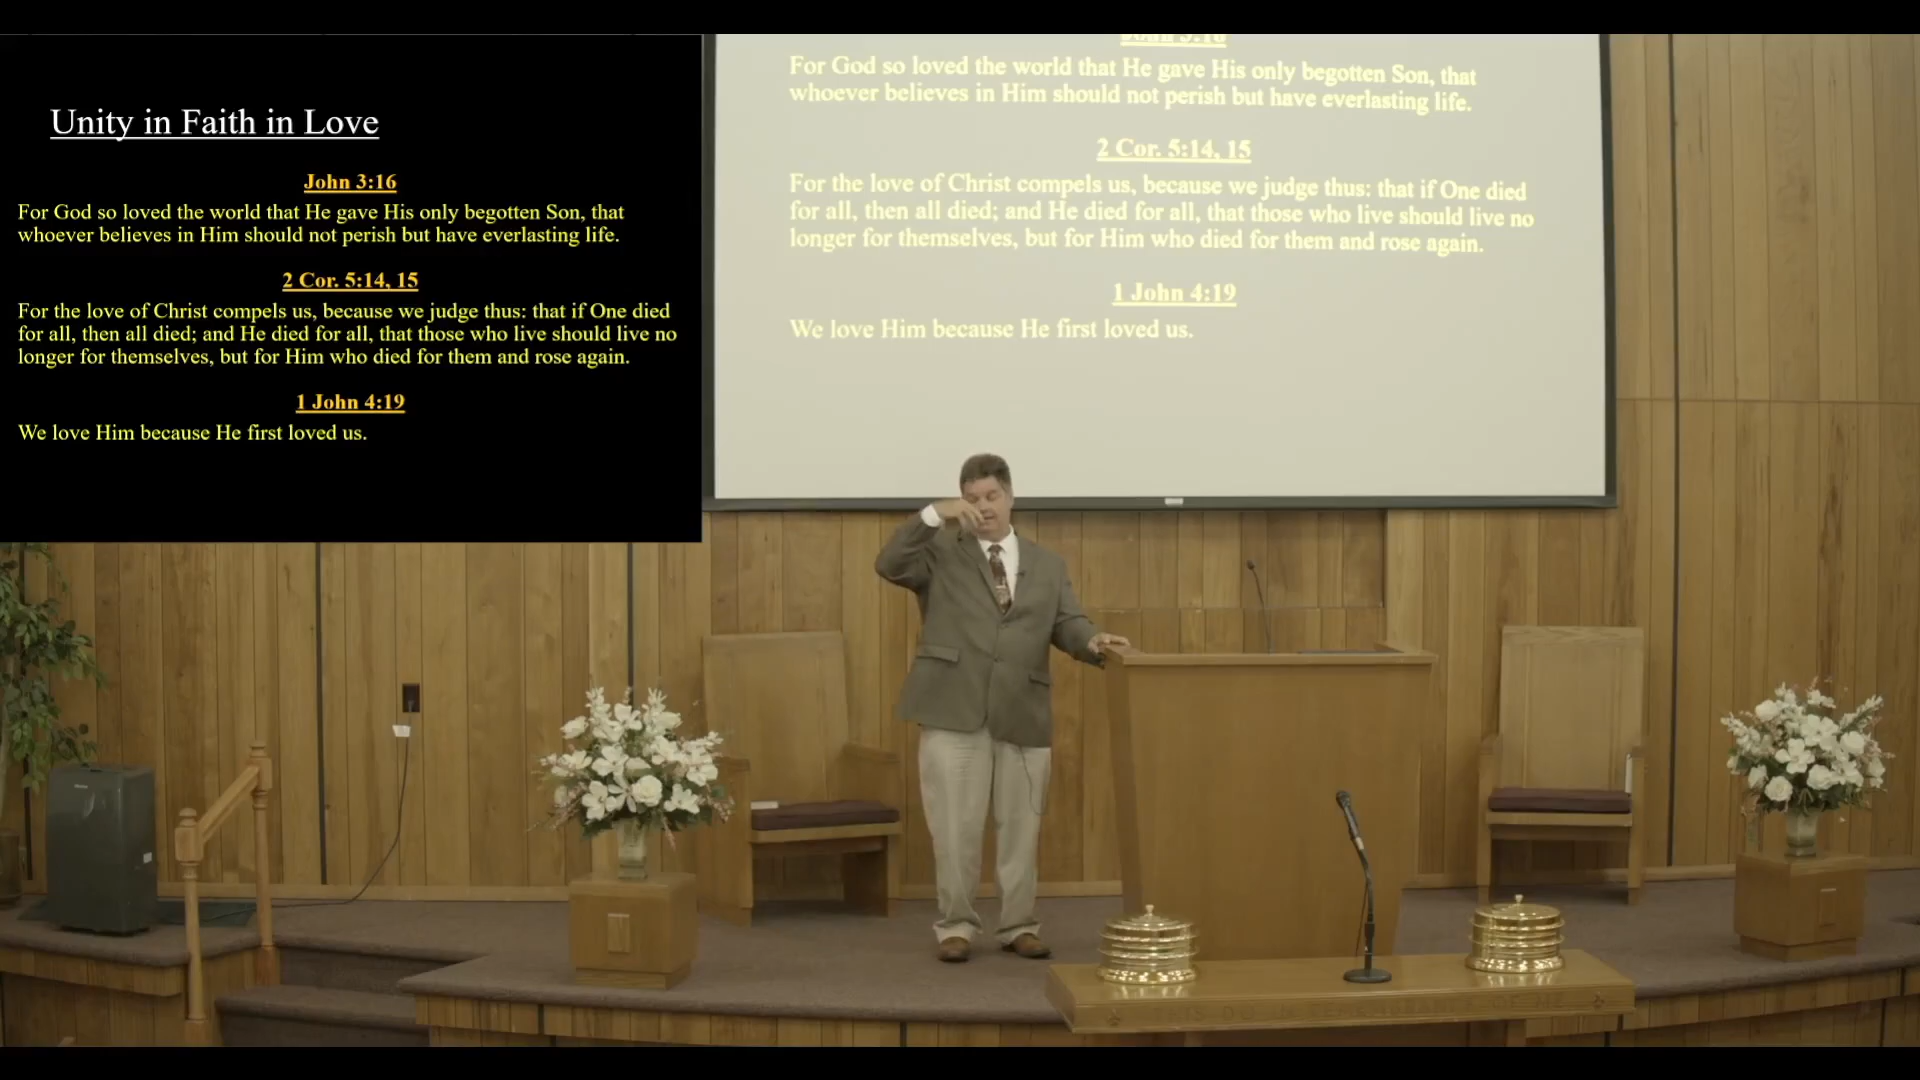 Unity in Faith in Love
John 3:16
For God so loved the world that He gave His only begotten Son, that
whoever believes in Him should not perish but have everlasting life.
2 Cor. 5:14, 15
For the love of Christ compels us, because we judge thus: that if One died
for all, then all died; and He died for all, that those who live should live no
longer for themselves, but for Him who died for them and rose again.
1 John 4:19
We love Him because He first loved us.
For God so loved the world that He gave His only begotten Son, that
whoever believes in Him should not perish but have everlasting life.
2 Cor. 5:14, 15
For the love of Christ compels us, because we judge thus: that if One died
for all, then all died; and He died for all, that those who live should live no
longer for themselves, but for Him who died for them and rose again.
1 John 4:19
We love Him because He first loved us.
THIS DO IN REMEMBRANCE OF ME